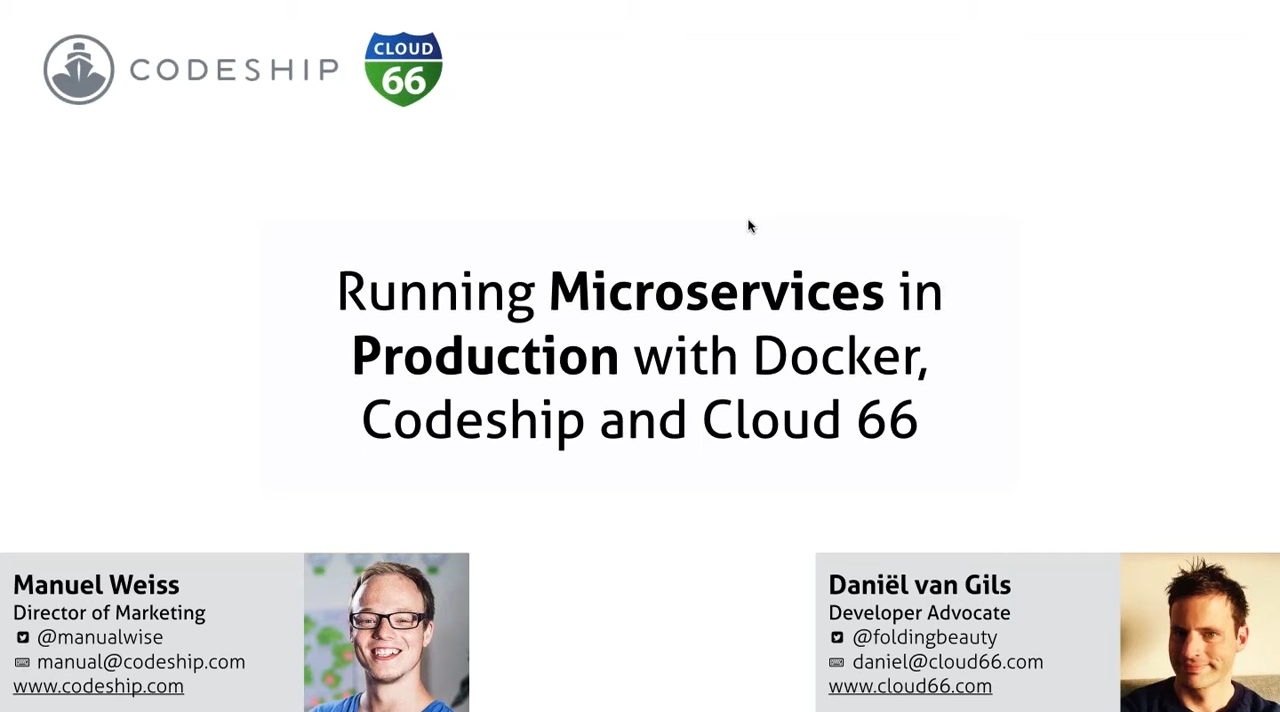 CODESHIP
CLOUD
66
Running Microservices in
Production with Docker,
Codeship and Cloud 66
Manuel Weiss
Director of Marketing
@manualwise
manual@codeship.com
www.codeship.com
Daniël van Gils
Developer Advocate
@foldingbeauty
daniel@cloud66.com
www.cloud66.com